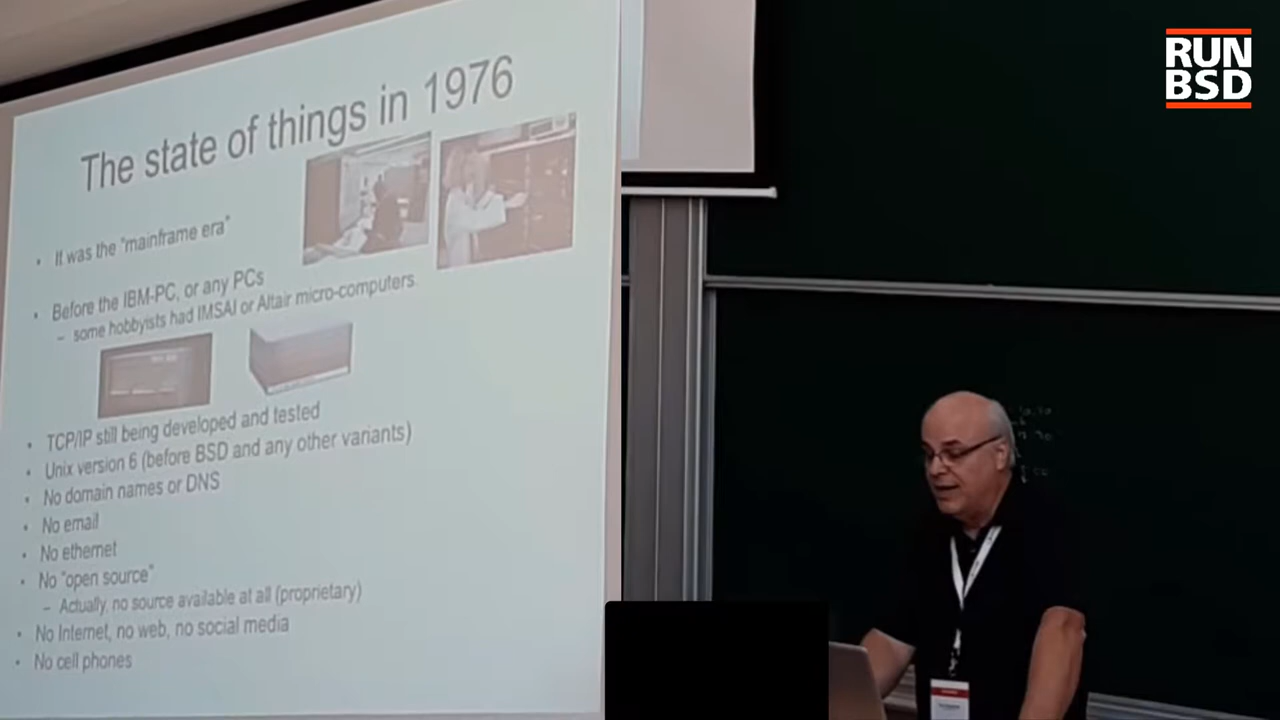 The state of things in 1976
• It was the "mainframe era"
• Before the IBM-PC, or any PCs
– some hobbyists had IMSAI or Altair micro-computers
• TCP/IP still being developed and tested
• Unix version 6 (before BSD and any other variants)
• No domain names or DNS
• No email
• No ethernet
• No "open source"
– Actually, no source available at all (proprietary)
• No Internet, no web, no social media
• No cell phones
RUN
BSD